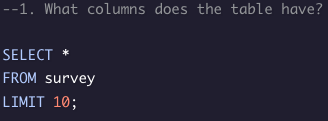 --1. What columns does the table have?
SELECT *
FROM survey
LIMIT 10;